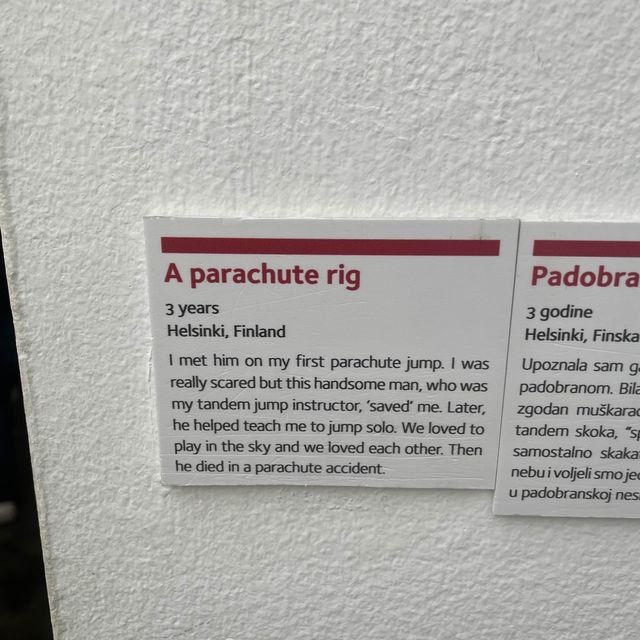 A parachute rig
3 years
Helsinki, Finland
I met him on my first parachute jump. I was
really scared but this handsome man, who was
my tandem jump instructor, ‘saved’ me. Later,
he helped teach me to jump solo. We loved to
play in the sky and we loved each other. Then
he died in a parachute accident.
Padobra
3 godine
Helsinki, Finska
Upoznala sam
padobranom. Bila
zgodan muškarac
tandem skoka,
samostalno skaka
nebu i voljeli smo
u padobranskoj